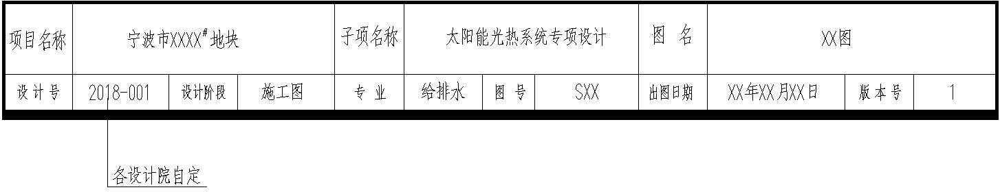 项目名称 宁波市XXXX#地块 子项名称 太阳能光热系统专项设计 图 名 XX图
设计号 2018-001 设计阶段 施工图 专 业 给排水 图 号 SXX 出图日期 XX年XX月XX日 版本号 1
各设计院自定